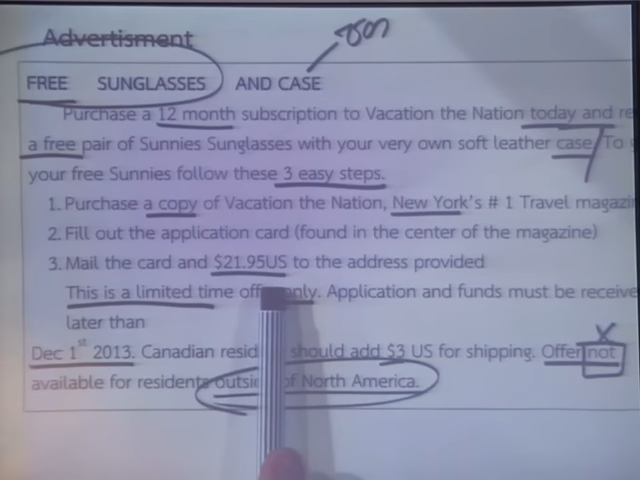 Advertisment
FREE SUNGLASSES AND CASE
Purchase a 12 month subscription to Vacation the Nation today and re
a free pair of Sunnies Sunglasses with your very own soft leather case. To
your free Sunnies follow these 3 easy steps.
1. Purchase a copy of Vacation the Nation, New York's # 1 Travel magazi
2. Fill out the application card (found in the center of the magazine)
3. Mail the card and $21.95US to the address provided
This is a limited time only. Application and funds must be receive
later than
Dec 1st 2013. Canadian should add $3 US for shipping. Offer not
available for residents of North America.